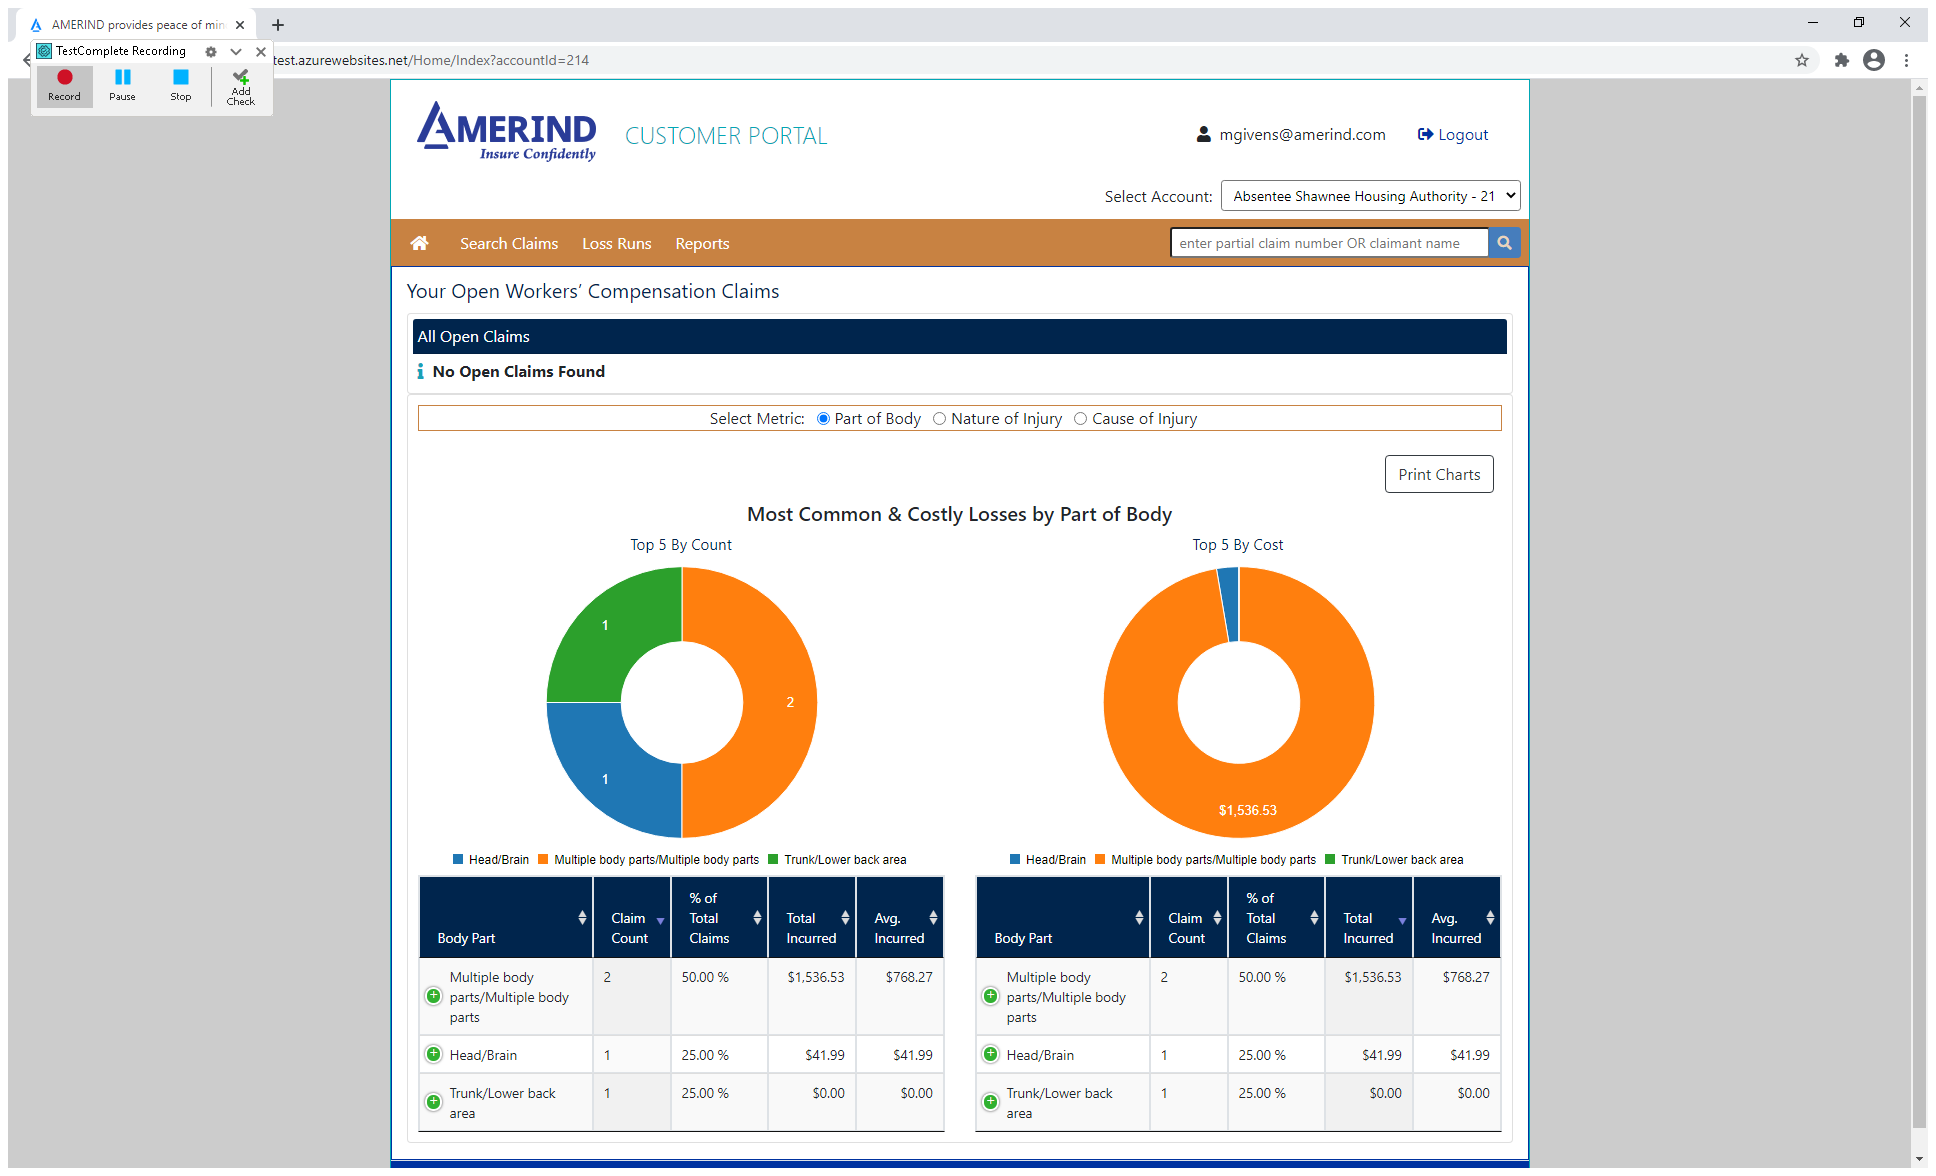 AMERIND provides peace of min
TestComplete Recording
Record
Pause
Stop
Add
Check
test.azurewebsites.net/Home/Index?accountId=214
AMERIND
Insure Confidently
CUSTOMER PORTAL
mgivens@amerind.com
Logout
Select Account:
Absentee Shawnee Housing Authority - 21
Search Claims
Loss Runs
Reports
enter partial claim number OR claimant name
Your Open Workers’ Compensation Claims
All Open Claims
No Open Claims Found
Select Metric: Part of Body Nature of Injury Cause of Injury
Print Charts
Most Common & Costly Losses by Part of Body
Top 5 By Count
1
2
1
Head/Brain Multiple body parts/Multiple body parts Trunk/Lower back area
Top 5 By Cost
$1,536.53
Head/Brain Multiple body parts/Multiple body parts Trunk/Lower back area
Body Part
Claim
Count
% of
Total
Claims
Total
Incurred
Avg.
Incurred
Multiple body 2 50.00 % $1,536.53 $768.27
parts/Multiple body
parts
Head/Brain 1 25.00 % $41.99 $41.99
Trunk/Lower back 1 25.00 % $0.00 $0.00
area
Body Part
Claim
Count
% of
Total
Claims
Total
Incurred
Avg.
Incurred
Multiple body 2 50.00 % $1,536.53 $768.27
parts/Multiple body
parts
Head/Brain 1 25.00 % $41.99 $41.99
Trunk/Lower back 1 25.00 % $0.00 $0.00
area